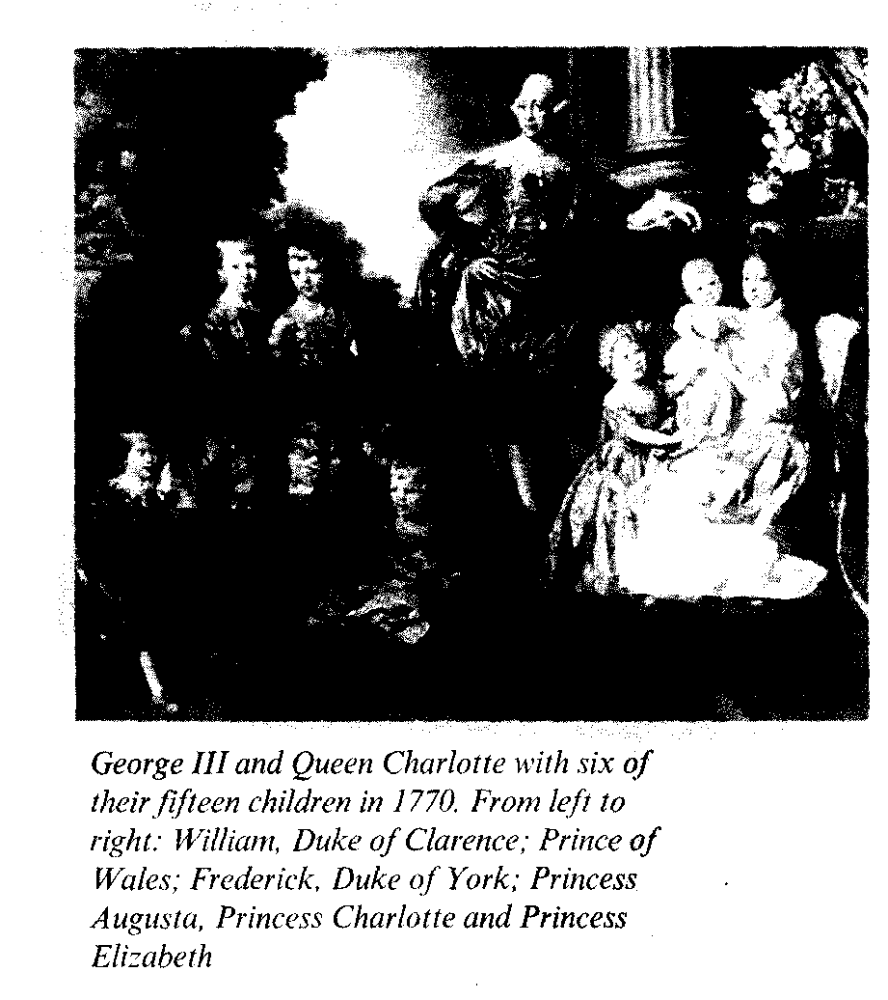 George III and Queen Charlotte with six of
their fifteen children in 1770. From left to
right: William, Duke of Clarence; Prince of
Wales; Frederick, Duke of York; Princess
Augusta, Princess Charlotte and Princess
Elizabeth